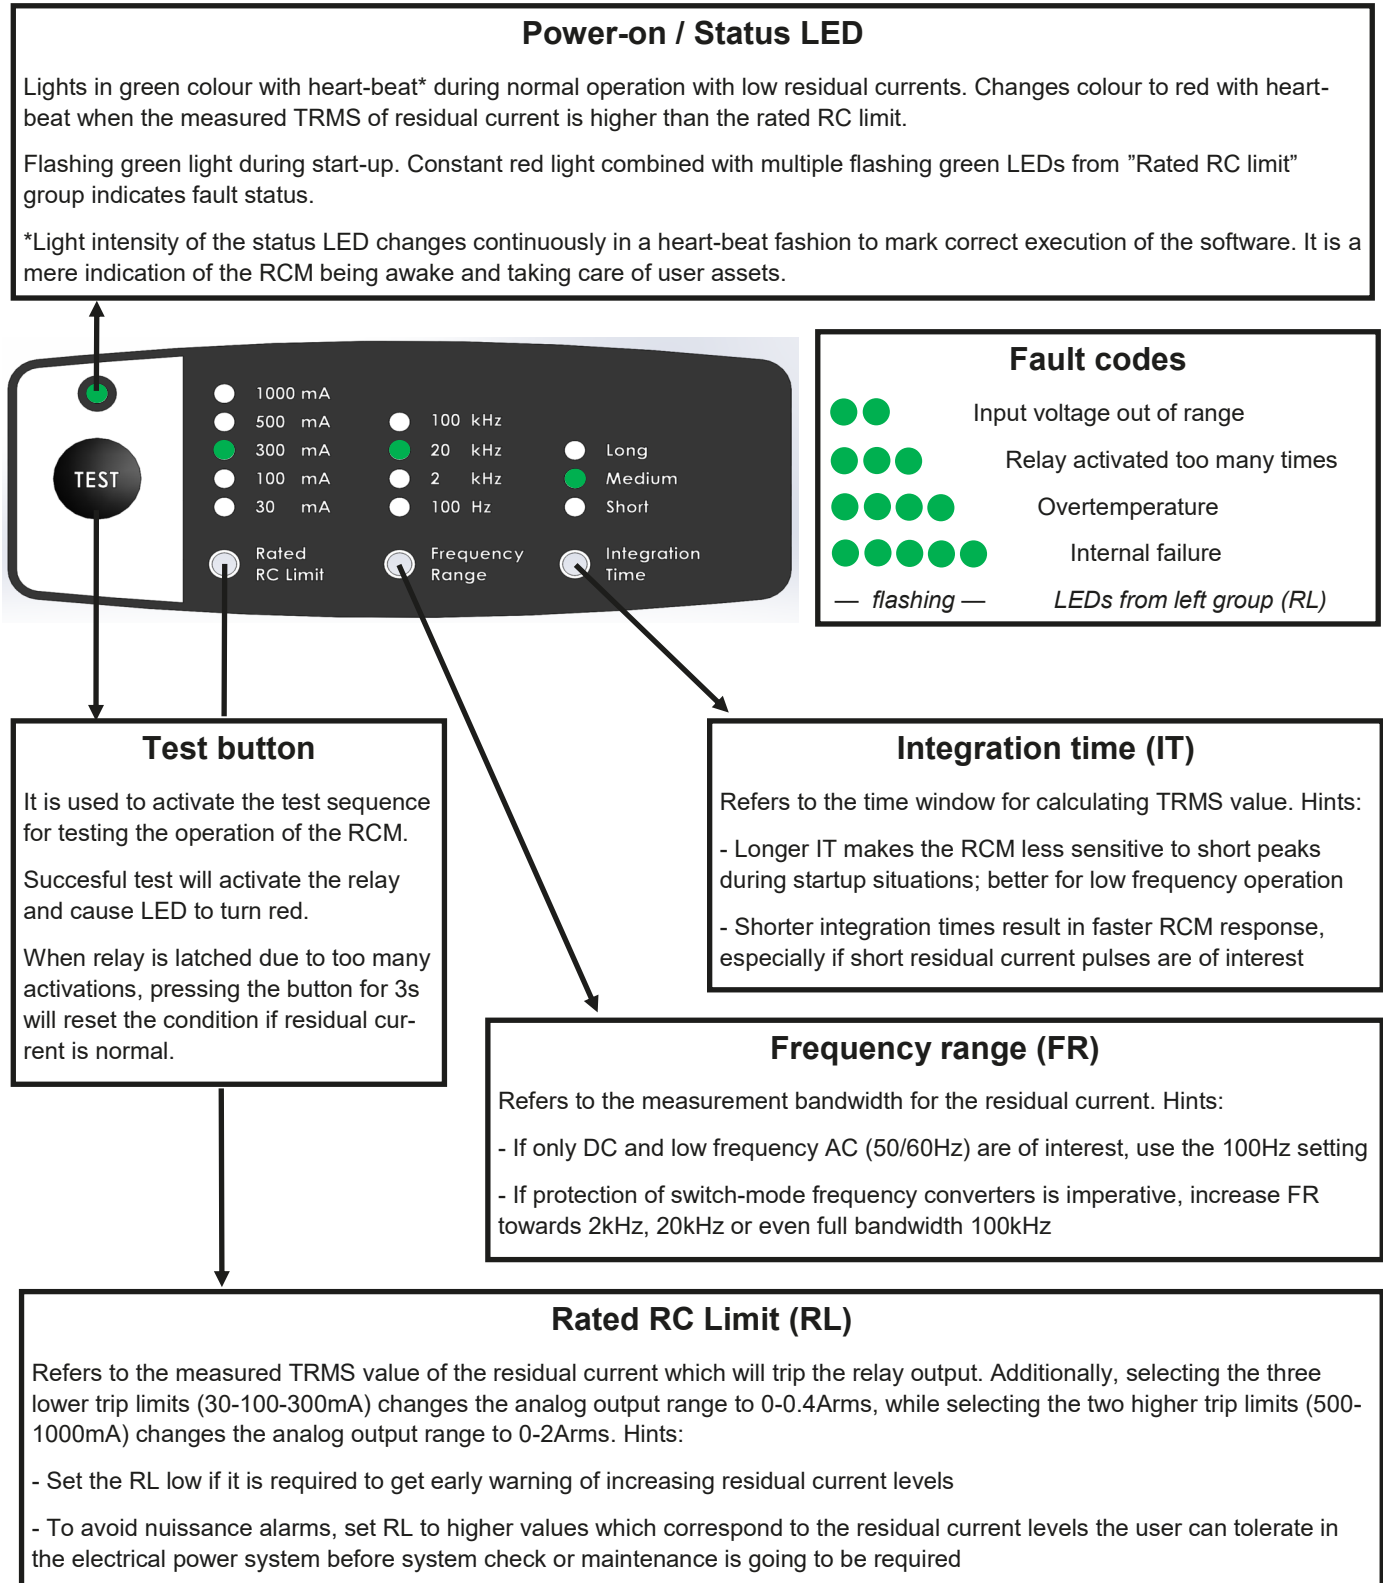 Power-on / Status LED
Lights in green colour with heart-beat* during normal operation with low residual currents. Changes colour to red with heart-
beat when the measured TRMS of residual current is higher than the rated RC limit.
Flashing green light during start-up. Constant red light combined with multiple flashing green LEDs from ”Rated RC limit”
group indicates fault status.
*Light intensity of the status LED changes continuously in a heart-beat fashion to mark correct execution of the software. It is a
mere indication of the RCM being awake and taking care of user assets.
TEST
1000 mA
500 mA
300 mA
100 mA
30 mA
Rated
RC Limit
100 kHz
20 kHz
2 kHz
100 Hz
Frequency
Range
Long
Medium
Short
Integration
Time
Fault codes
Input voltage out of range
Relay activated too many times
Overtemperature
Internal failure
— flashing — LEDs from left group (RL)
Test button
It is used to activate the test sequence
for testing the operation of the RCM.
Succesful test will activate the relay
and cause LED to turn red.
When relay is latched due to too many
activations, pressing the button for 3s
will reset the condition if residual cur-
rent is normal.
Integration time (IT)
Refers to the time window for calculating TRMS value. Hints:
- Longer IT makes the RCM less sensitive to short peaks
during startup situations; better for low frequency operation
- Shorter integration times result in faster RCM response,
especially if short residual current pulses are of interest
Frequency range (FR)
Refers to the measurement bandwidth for the residual current. Hints:
- If only DC and low frequency AC (50/60Hz) are of interest, use the 100Hz setting
- If protection of switch-mode frequency converters is imperative, increase FR
towards 2kHz, 20kHz or even full bandwidth 100kHz
Rated RC Limit (RL)
Refers to the measured TRMS value of the residual current which will trip the relay output. Additionally, selecting the three
lower trip limits (30-100-300mA) changes the analog output range to 0-0.4Arms, while selecting the two higher trip limits (500-
1000mA) changes the analog output range to 0-2Arms. Hints:
- Set the RL low if it is required to get early warning of increasing residual current levels
- To avoid nuissance alarms, set RL to higher values which correspond to the residual current levels the user can tolerate in
the electrical power system before system check or maintenance is going to be required